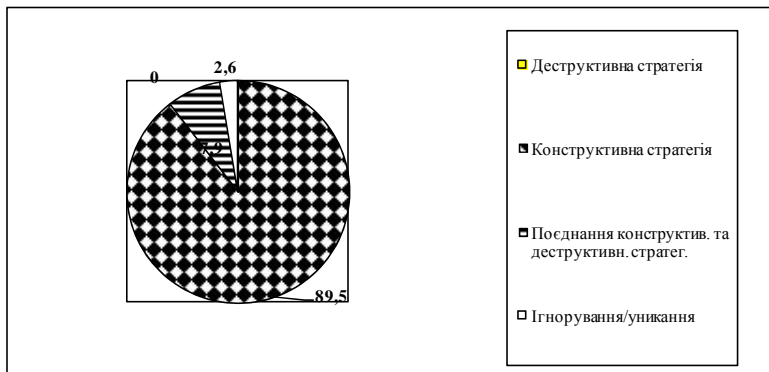 2,6
0
7,9
89,5
Деструктивна стратегія
Конструктивна стратегія
Поєднання конструктив. та
деструктивн. стратег.
Ігнорування/уникання